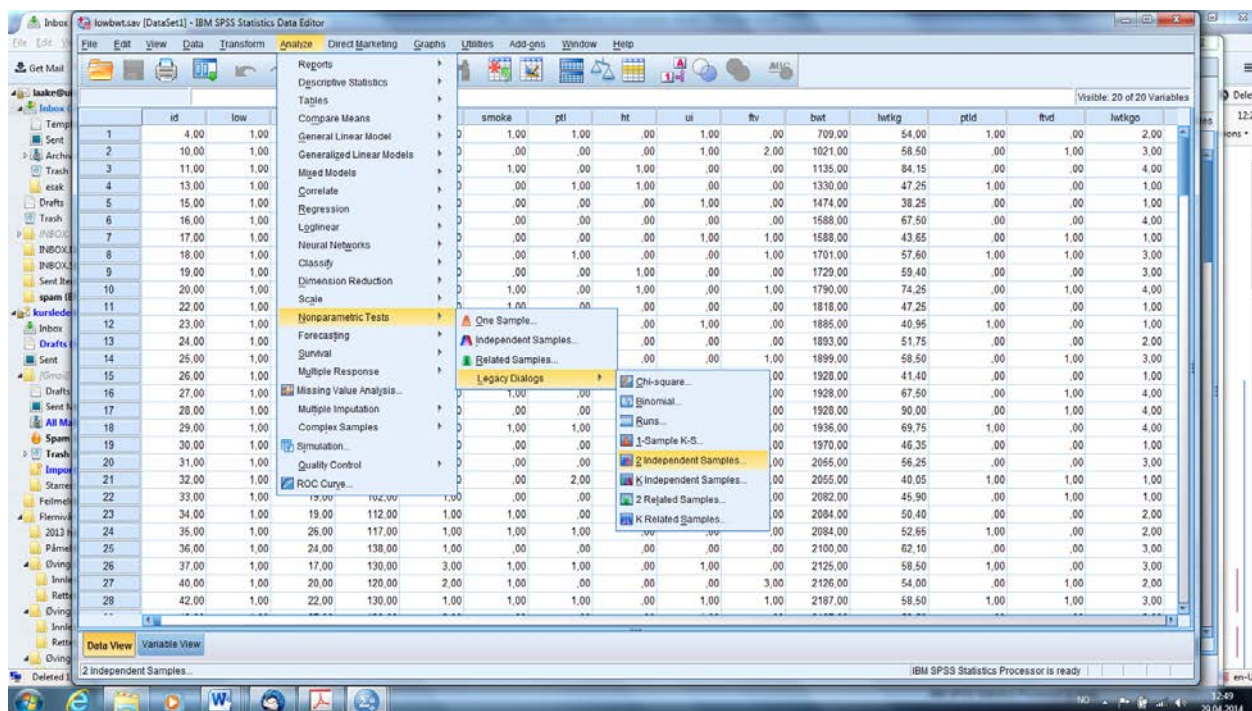 Inbox
lowbwt.sav [DataSet1] - IBM SPSS Statistics Data Editor
File Edit View Data Transform Analyze Direct Marketing Graphs Utilities Add-ons Window Help
Get Mail
Visible: 20 of 20 Variables
id low smoke ptl ht ui ftv bwt lwtkg ptld ftvd lwtkgo
1 4,00 1,00 1,00 1,00 ,00 1,00 ,00 709,00 54,00 1,00 ,00 2,00
2 10,00 1,00 ,00 ,00 ,00 1,00 2,00 1021,00 58,50 ,00 1,00 3,00
3 11,00 1,00 1,00 ,00 1,00 ,00 ,00 1135,00 84,15 ,00 ,00 4,00
4 13,00 1,00 ,00 1,00 1,00 ,00 ,00 1330,00 47,25 1,00 ,00 1,00
5 15,00 1,00 ,00 ,00 ,00 ,00 ,00 1474,00 38,25 ,00 ,00 1,00
6 16,00 1,00 ,00 ,00 ,00 ,00 ,00 1588,00 67,50 ,00 ,00 4,00
7 17,00 1,00 ,00 ,00 ,00 1,00 1,00 1588,00 43,65 ,00 1,00 1,00
8 18,00 1,00 ,00 1,00 ,00 ,00 1,00 1701,00 57,60 1,00 1,00 3,00
9 19,00 1,00 ,00 ,00 1,00 ,00 ,00 1729,00 59,40 ,00 ,00 3,00
10 20,00 1,00 1,00 ,00 1,00 ,00 1,00 1790,00 74,25 ,00 1,00 4,00
11 22,00 1,00 1,00 ,00 ,00 1818,00 47,25 ,00 ,00 1,00
12 23,00 1,00 ,00 1,00 ,00 1885,00 40,95 1,00 ,00 1,00
13 24,00 1,00 ,00 ,00 ,00 1893,00 51,75 ,00 ,00 2,00
14 25,00 1,00 ,00 ,00 1,00 1899,00 58,50 ,00 1,00 3,00
15 26,00 1,00 ,00 1928,00 41,40 ,00 ,00 1,00
16 27,00 1,00 1,00 ,00 ,00 1928,00 67,50 ,00 1,00 4,00
17 28,00 1,00 ,00 ,00 ,00 1928,00 90,00 ,00 1,00 4,00
18 29,00 1,00 1,00 1,00 ,00 1936,00 69,75 1,00 ,00 4,00
19 30,00 1,00 ,00 ,00 ,00 1970,00 46,35 ,00 ,00 1,00
20 31,00 1,00 ,00 ,00 ,00 2055,00 56,25 ,00 ,00 3,00
21 32,00 1,00 ,00 2,00 ,00 2055,00 40,05 1,00 1,00 1,00
22 33,00 1,00 19,00 102,00 1,00 ,00 ,00 ,00 2082,00 45,90 ,00 1,00 1,00
23 34,00 1,00 19,00 112,00 1,00 1,00 ,00 ,00 2084,00 50,40 ,00 ,00 2,00
24 35,00 1,00 26,00 117,00 1,00 1,00 1,00 ,00 ,00 ,00 2084,00 52,65 1,00 ,00 2,00
25 36,00 1,00 24,00 138,00 1,00 ,00 ,00 ,00 ,00 ,00 2100,00 62,10 ,00 ,00 3,00
26 37,00 1,00 17,00 130,00 3,00 1,00 1,00 ,00 1,00 ,00 2125,00 58,50 1,00 ,00 3,00
27 40,00 1,00 20,00 120,00 2,00 1,00 ,00 ,00 ,00 3,00 2126,00 54,00 ,00 1,00 2,00
28 42,00 1,00 22,00 130,00 1,00 1,00 1,00 ,00 1,00 1,00 2187,00 58,50 1,00 1,00 3,00
Reports
Descriptive Statistics
Tables
Compare Means
General Linear Model
Generalized Linear Models
Mixed Models
Correlate
Regression
Loglinear
Neural Networks
Classify
Dimension Reduction
Scale
Nonparametric Tests
Forecasting
Survival
Multiple Response
Missing Value Analysis...
Multiple Imputation
Complex Samples
Simulation...
Quality Control
ROC Curve...
One Sample...
Independent Samples...
Related Samples...
Legacy Dialogs
Chi-square...
Binomial...
Runs...
1-Sample K-S...
2 Independent Samples...
K Independent Samples...
2 Related Samples...
K Related Samples...
Data View Variable View
2 Independent Samples...
IBM SPSS Statistics Processor is ready
Sent
Trash
esak
Drafts
Trash
Inbox
Sent
Drafts
Spam
Trash
NO
12:49
29.04.2014